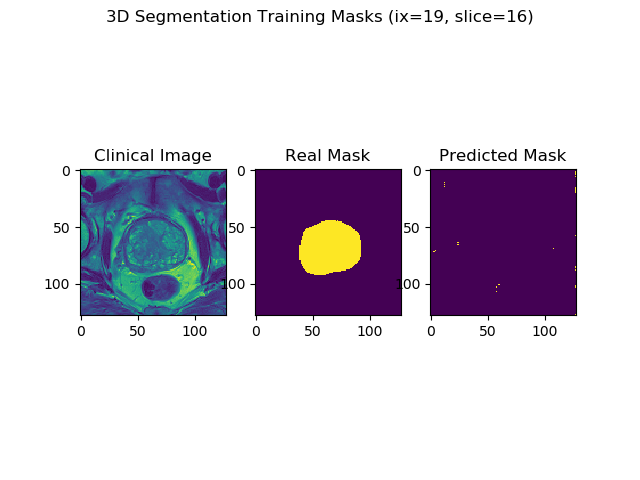 3D Segmentation Training Masks (ix=19, slice=16)
Clinical Image Real Mask Predicted Mask
0 0 0
50 50 50
100 100 100
0 50 100 0 50 100 0 50 100